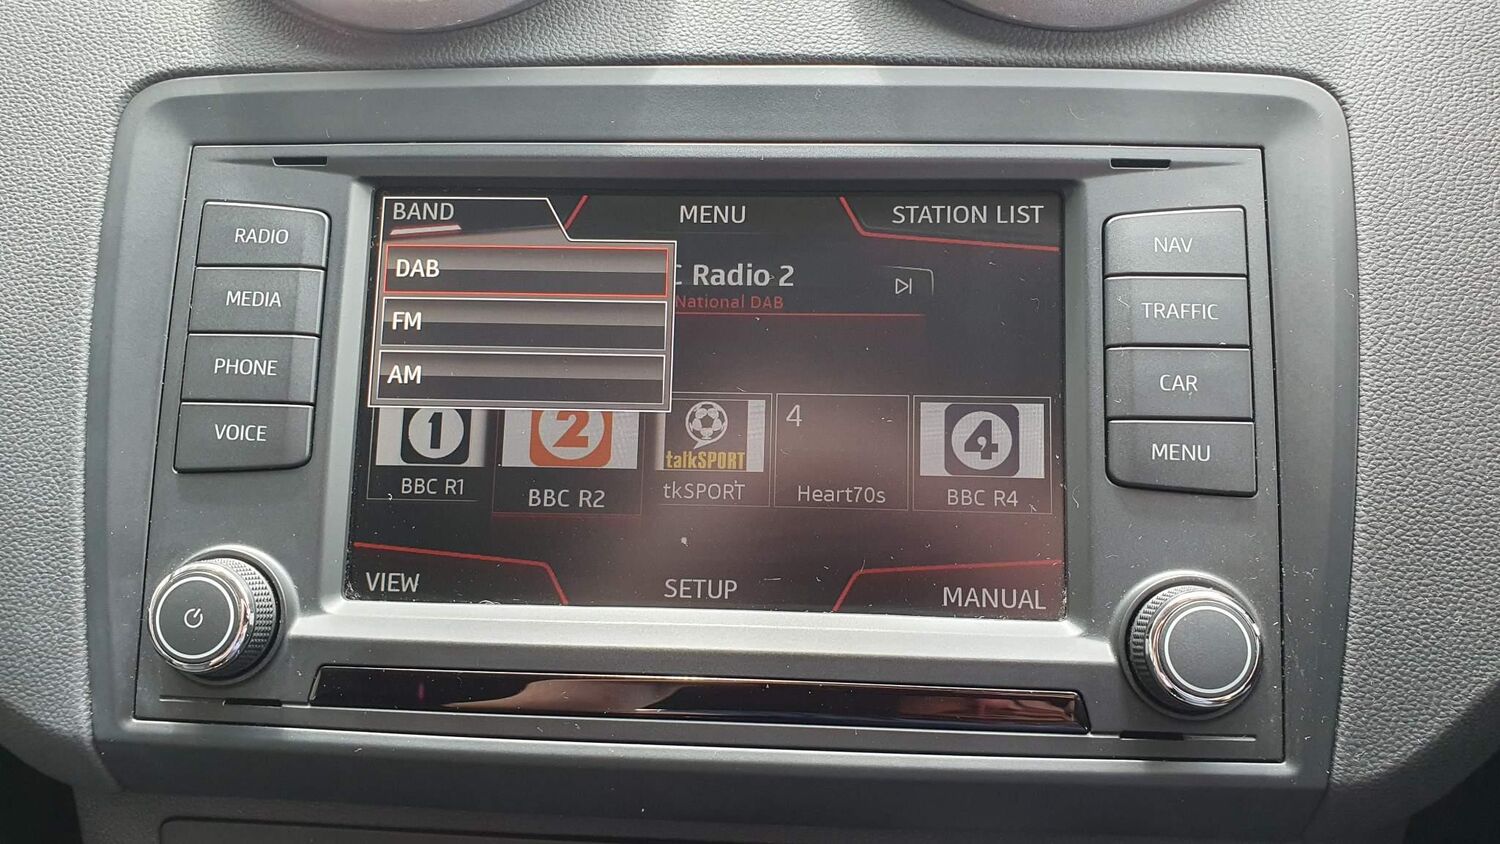 RADIO
MEDIA
PHONE
VOICE
BAND
MENU
STATION LIST
DAB
FM
AM
C Radio 2
National DAB
1
2
talkSPORT
4
4
BBC R1
BBC R2
tkSPORT
Heart70s
BBC R4
VIEW
SETUP
MANUAL
NAV
TRAFFIC
CAR
MENU